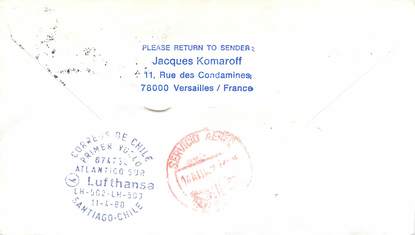 PLEASE RETURN TO SENDER:
Jacques Komaroff
11, Rue des Condamines,
78000 Versailles / France
CORREOS DE CHILE
PRIMER VUELO
ATLANTICO SUR
Lufthansa
LH-502-LH-503
11-4-80
SANTIAGO-CHILE
SERVICIO AEREO